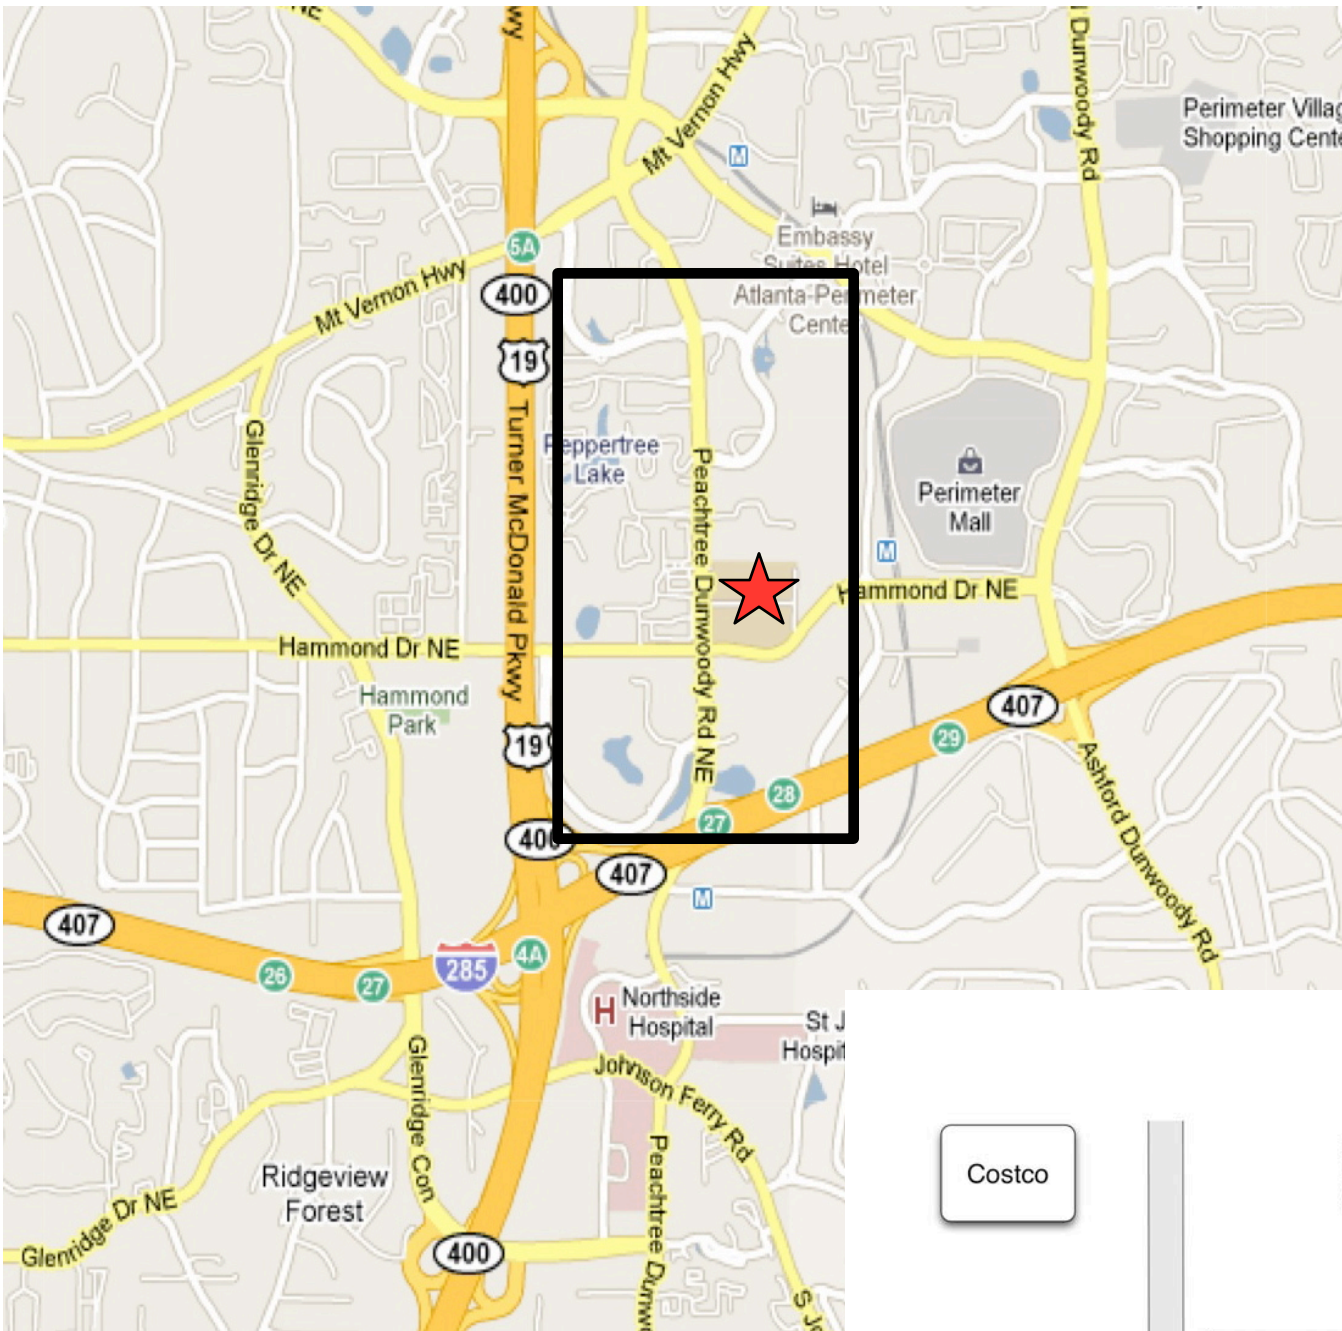 NE
wy
Mt Vernon Hwy
Dunwoody Rd
Perimeter Villag
Shopping Cente
M
5A
Embassy
Suites Hotel
Atlanta-Perimeter
Center
Mt Vernon Hwy
400
19
Turner McDonald Pkwy
Peppertree
Lake
Glenridge Dr NE
Peachtree Dunwoody Rd NE
Perimeter
Mall
M
Hammond Dr NE
Hammond Dr NE
Hammond
Park
407
19
29
28
27
400
407
Ashford Dunwoody Rd
M
407
26
27
285
4A
H
Northside
Hospital
St J
Hospit
Johnson Ferry Rd
Glenridge Con
Peachtree Dunw
Ridgeview
Forest
Glenridge Dr NE
400
S Jo
Costco